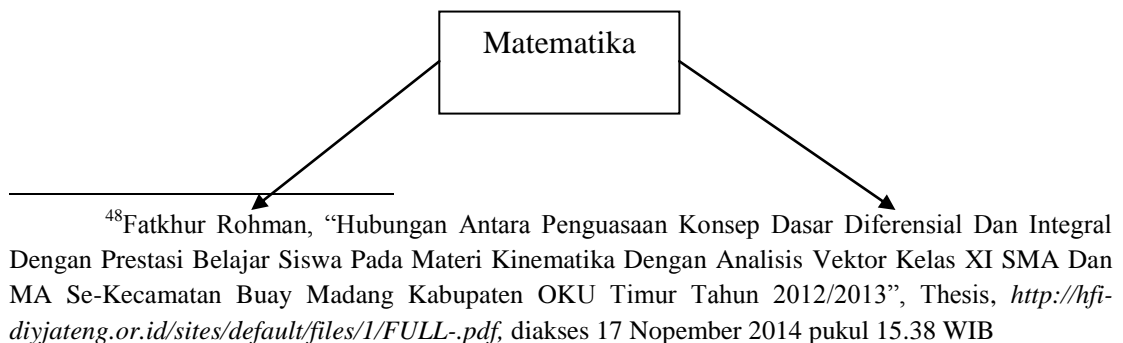 Matematika
48Fatkhur Rohman, “Hubungan Antara Penguasaan Konsep Dasar Diferensial Dan Integral
Dengan Prestasi Belajar Siswa Pada Materi Kinematika Dengan Analisis Vektor Kelas XI SMA Dan
MA Se-Kecamatan Buay Madang Kabupaten OKU Timur Tahun 2012/2013”, Thesis, http://hfi-
diyjateng.or.id/sites/default/files/1/FULL-.pdf, diakses 17 Nopember 2014 pukul 15.38 WIB